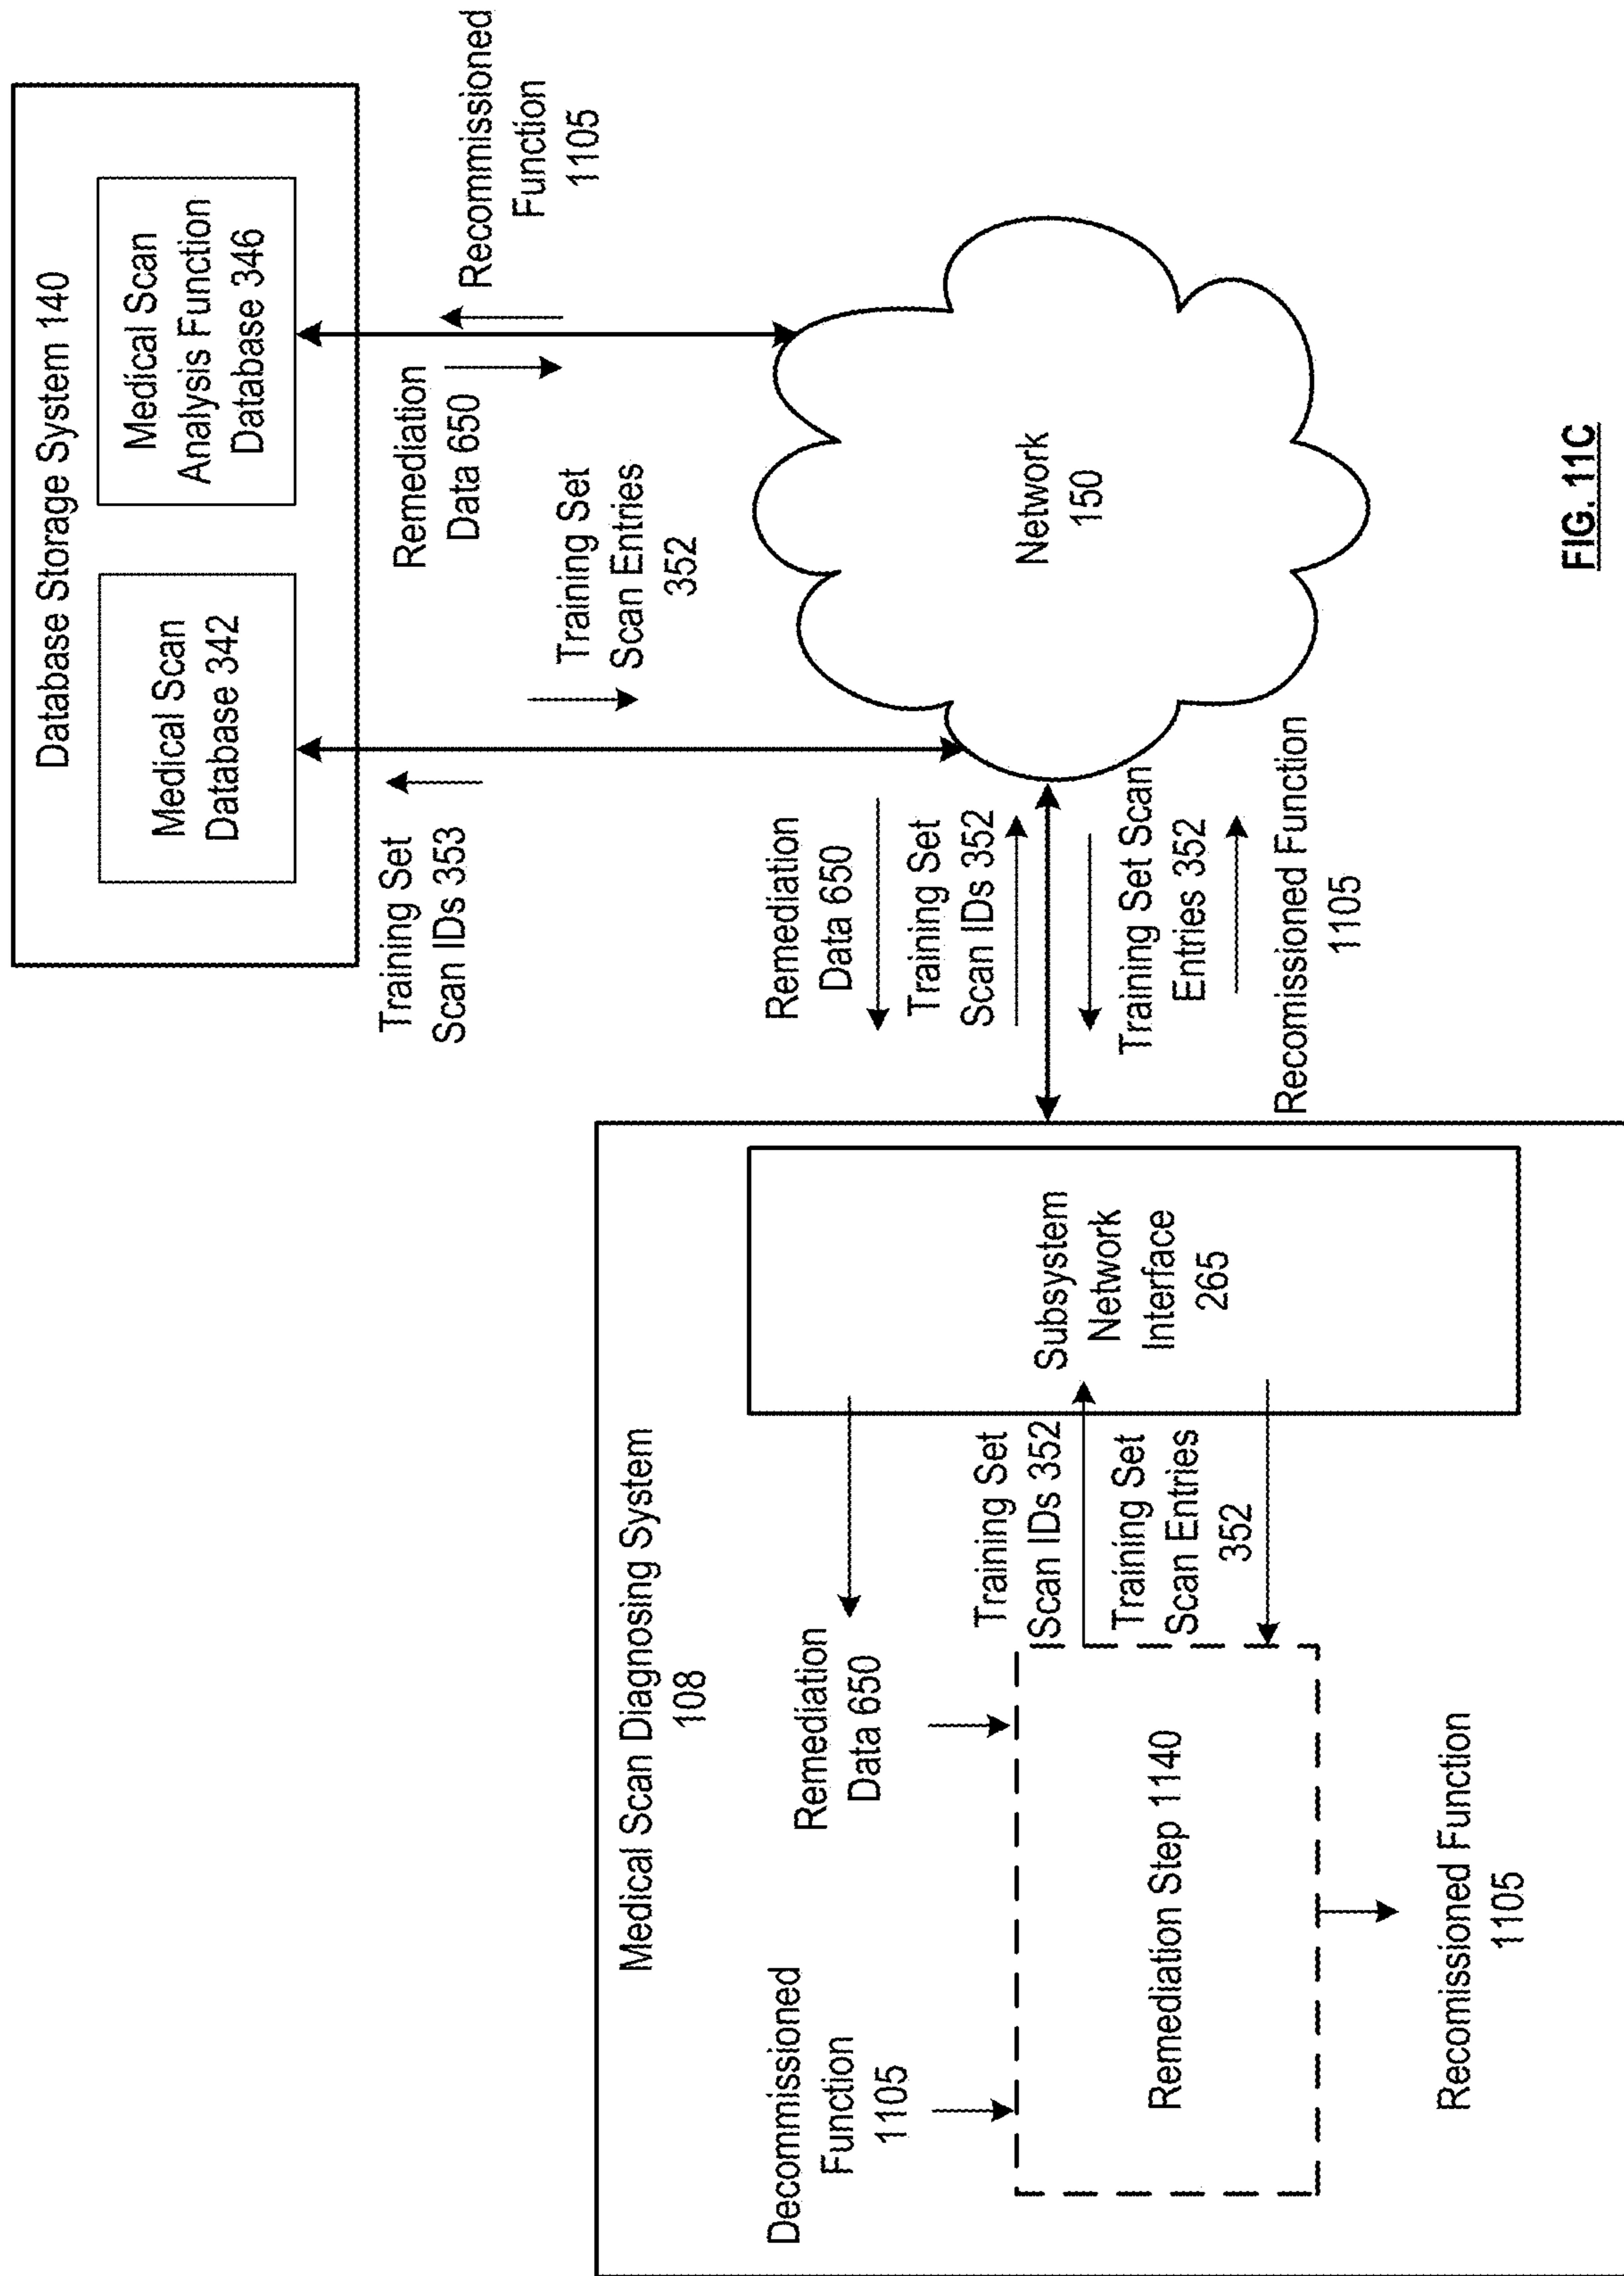 Database Storage System 140
Medical Scan
Database 342
Medical Scan
Analysis Function
Database 346
Training Set
Scan IDs 353
Training Set
Scan Entries
352
Remediation
Data 650
Recommissioned
Function
1105
Medical Scan Diagnosing System
108
Decommissioned
Function
1105
Remediation
Data 650
Remediation Step 1140
Training Set
Scan IDs 352
Training Set
Scan Entries
352
Recomissioned Function
1105
Subsystem
Network
Interface
265
Remediation
Data 650
Training Set
Scan IDs 352
Training Set Scan
Entries 352
Recomissioned Function
1105
Network
150
FIG. 11C